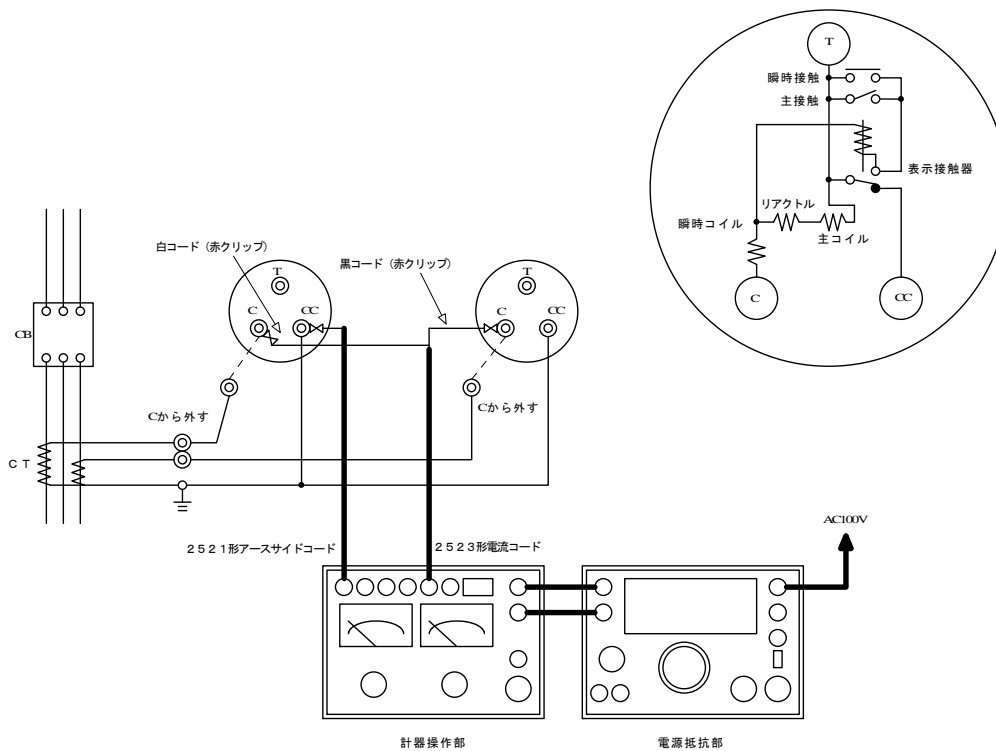 T
瞬時接触
主接触
表示接触器
リアクトル
瞬時コイル
主コイル
C
CC
白コード (赤クリップ)
黒コード (赤クリップ)
T
C
CC
T
C
CC
CB
Cから外す
Cから外す
CT
AC100V
2521形アースサイドコード
2523形電流コード
計器操作部
電源抵抗部